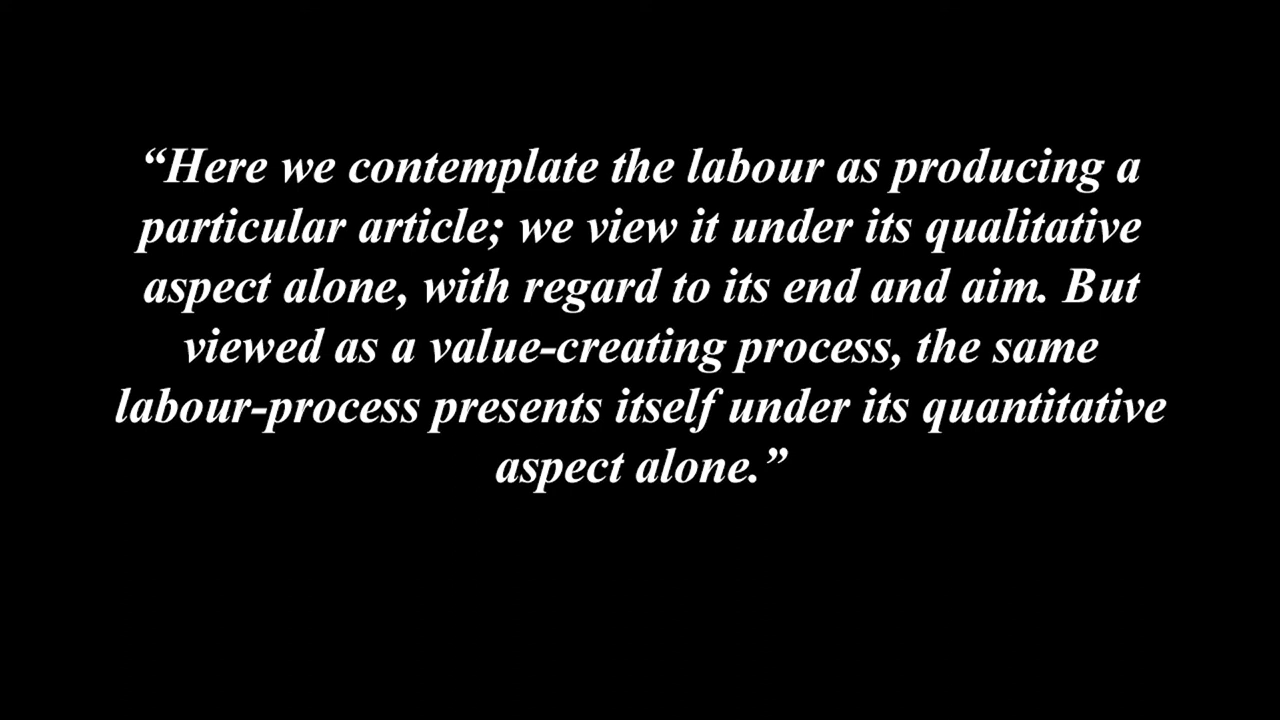 “Here we contemplate the labour as producing a
particular article; we view it under its qualitative
aspect alone, with regard to its end and aim. But
viewed as a value-creating process, the same
labour-process presents itself under its quantitative
aspect alone.”